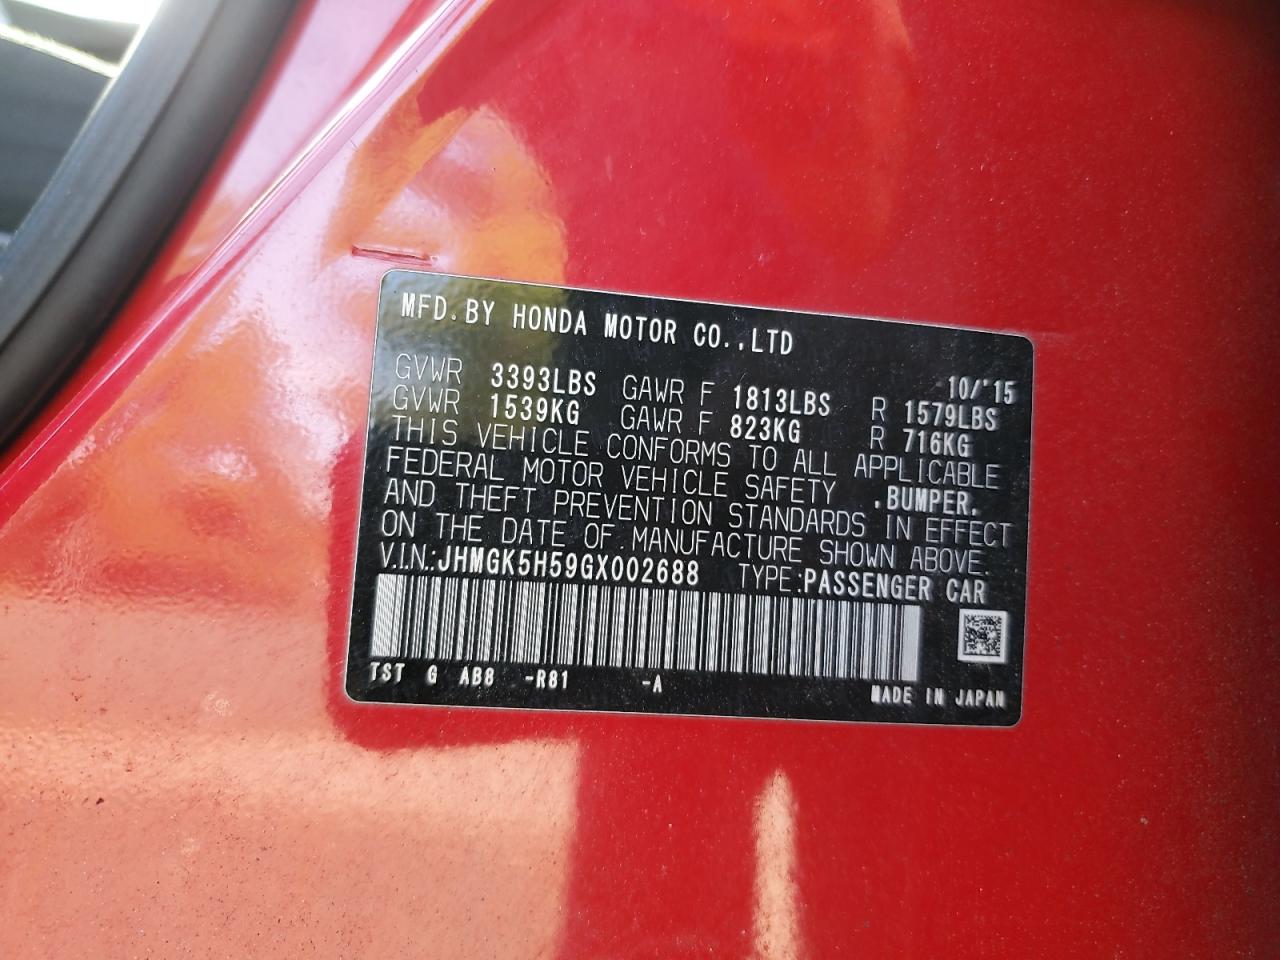 MFD. BY HONDA MOTOR CO.,LTD
10/'15
GVWR 3393LBS GAWR F 1813LBS R 1579LBS
GVWR 1539KG GAWR F 823KG R 716KG
THIS VEHICLE CONFORMS TO ALL APPLICABLE
FEDERAL MOTOR VEHICLE SAFETY ,BUMPER,
AND THEFT PREVENTION STANDARDS IN EFFECT
ON THE DATE OF MANUFACTURE SHOWN ABOVE.
V.I.N.:JHMGK5H59GX002688 TYPE:PASSENGER CAR
TST G AB8 -R81 -A
MADE IN JAPAN